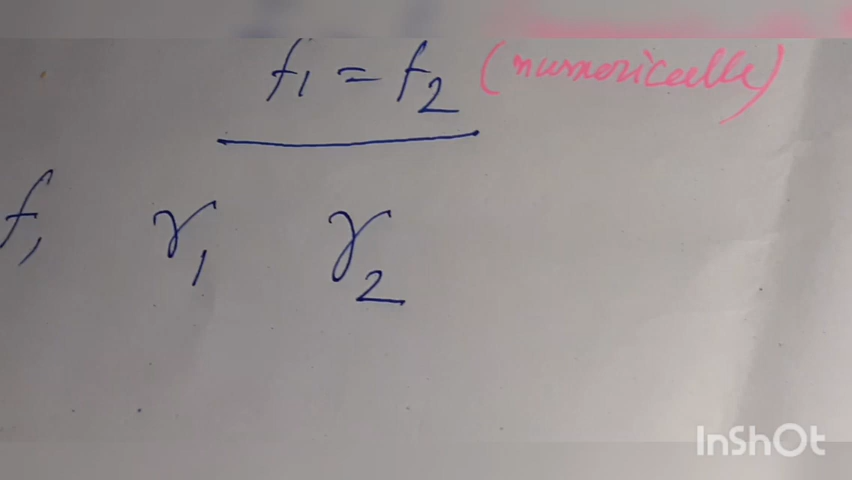 f1 = f2 (numerically)
f1 r1 r2
InShOt